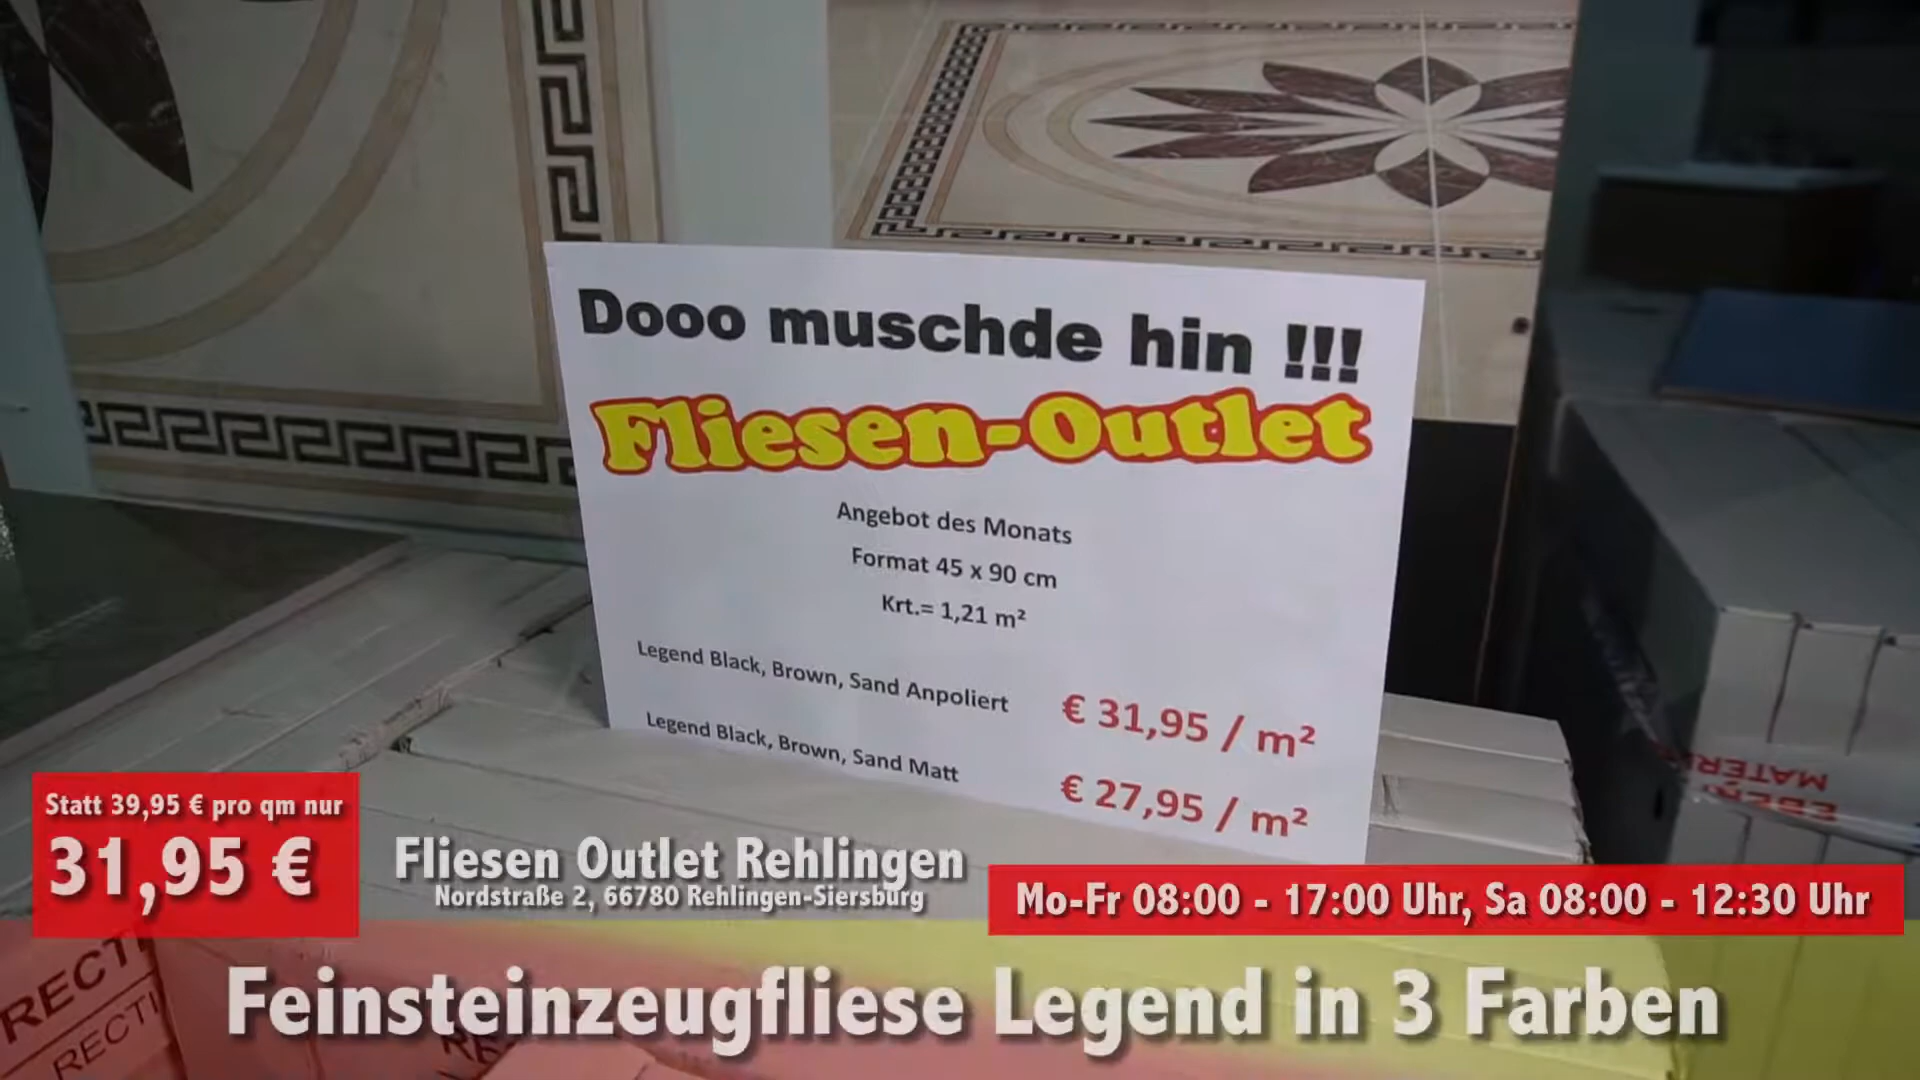 Dooo muschde hin !!!
Fliesen-Outlet
Angebot des Monats
Format 45 x 90 cm
Krt.= 1,21 m²
Legend Black, Brown, Sand Anpoliert € 31,95 / m²
Legend Black, Brown, Sand Matt € 27,95 / m²
MATERI
Statt 39,95 € pro qm nur
31,95 €
Fliesen Outlet Rehlingen
Nordstraße 2, 66780 Rehlingen-Siersburg
Mo-Fr 08:00 - 17:00 Uhr, Sa 08:00 - 12:30 Uhr
RECTI
RECTI
Feinsteinzeugfliese Legend in 3 Farben